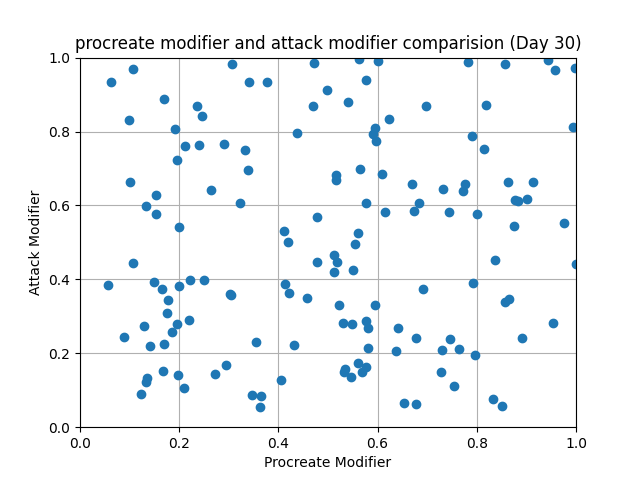 procreate modifier and attack modifier comparision (Day 30)
1.0
0.8
0.6
0.4
0.2
0.0
Attack Modifier
0.0 0.2 0.4 0.6 0.8 1.0
Procreate Modifier